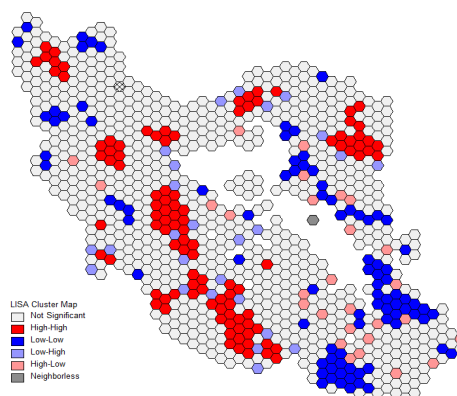 LISA Cluster Map
Not Significant
High-High
Low-Low
Low-High
High-Low
Neighborless